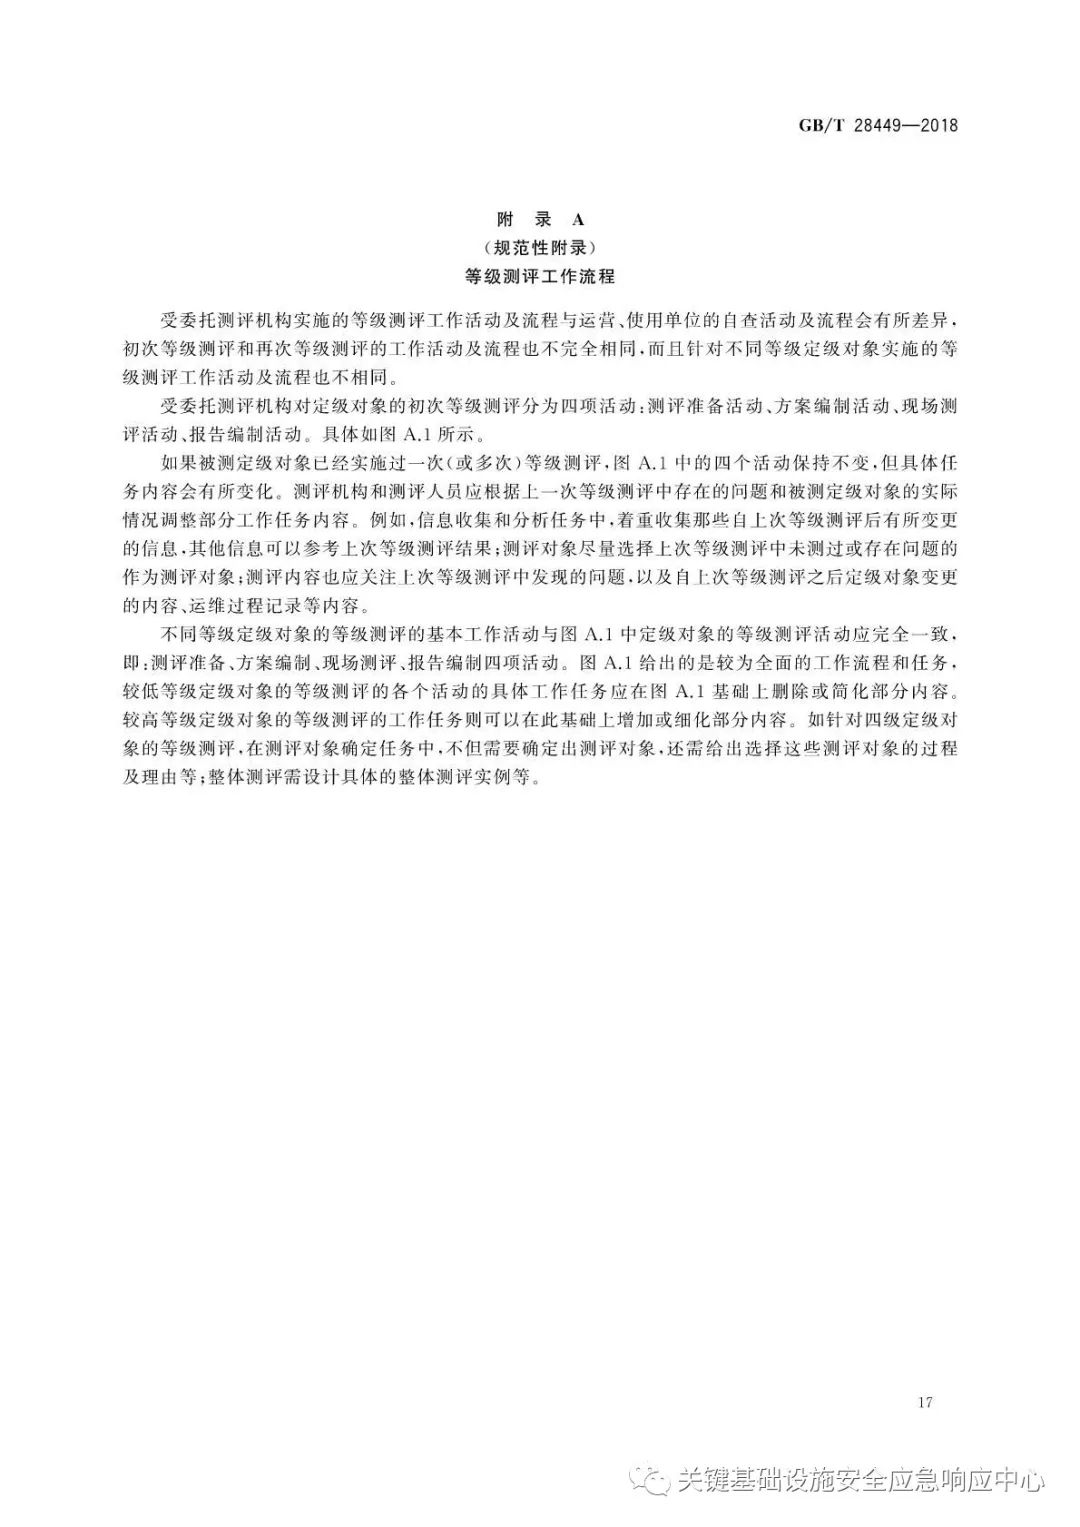 GB/T 28449—2018
附 录 A
（规范性附录）
等级测评工作流程
受委托测评机构实施的等级测评工作活动及流程与运营、使用单位的自查活动及流程会有所差异，
初次等级测评和再次等级测评的工作活动及流程也不完全相同，而且针对不同等级定级对象实施的等
级测评工作活动及流程也不相同。
受委托测评机构对定级对象的初次等级测评分为四项活动：测评准备活动、方案编制活动、现场测
评活动、报告编制活动。具体如图 A.1 所示。
如果被测定级对象已经实施过一次（或多次）等级测评，图 A.1 中的四个活动保持不变，但具体任
务内容会有所变化。测评机构和测评人员应根据上一次等级测评中存在的问题和被测定级对象的实际
情况调整部分工作任务内容。例如，信息收集和分析任务中，着重收集那些自上次等级测评后有所变更
的信息，其他信息可以参考上次等级测评结果；测评对象尽量选择上次等级测评中未测过或存在问题的
作为测评对象；测评内容也应关注上次等级测评中发现的问题，以及自上次等级测评之后定级对象变更
的内容、运维过程记录等内容。
不同等级定级对象的等级测评的基本工作活动与图 A.1 中定级对象的等级测评活动应完全一致，
即：测评准备、方案编制、现场测评、报告编制四项活动。图 A.1 给出的是较为全面的工作流程和任务，
较低等级定级对象的等级测评的各个活动的具体工作任务应在图 A.1 基础上删除或简化部分内容。
较高等级定级对象的等级测评的工作任务则可以在此基础上增加或细化部分内容。如针对四级定级对
象的等级测评，在测评对象确定任务中，不但需要确定出测评对象，还需给出选择这些测评对象的过程
及理由等；整体测评需设计具体的整体测评实例等。
17
关键基础设施安全应急响应中心